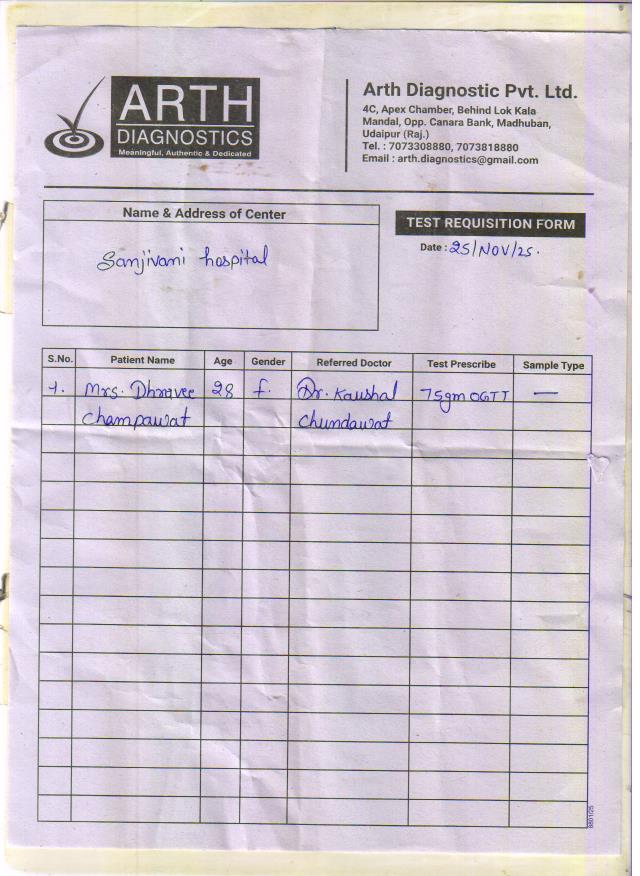 ARTH
DIAGNOSTICS
Meaningful, Authentic & Dedicated
Arth Diagnostic Pvt. Ltd.
4C, Apex Chamber, Behind Lok Kala
Mandal, Opp. Canara Bank, Madhuban,
Udaipur (Raj.)
Tel. : 7073308880, 7073818880
Email : arth.diagnostics@gmail.com
Name & Address of Center
Sanjivani hospital
TEST REQUISITION FORM
Date : 25/NOV/25.
S.No. Patient Name Age Gender Referred Doctor Test Prescribe Sample Type
1. Mrs. Dhruvee 28 f. Dr. Kaushal 75gm OGTT —
Champawat Chundawat
8801/25